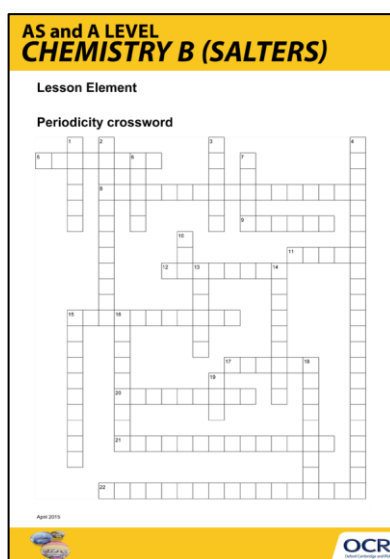 AS and A LEVEL
CHEMISTRY B (SALTERS)
Lesson Element
Periodicity crossword
1 2 3 4
5 6 7
8
9
10
11
12 13 14
15 16
17 18
19
20
21
22
April 2015
OCR